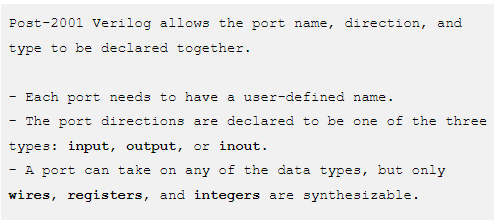 Post-2001 Verilog allows the port name, direction, and
type to be declared together.
- Each port needs to have a user-defined name.
- The port directions are declared to be one of the three
types: input, output, or inout.
- A port can take on any of the data types, but only
wires, registers, and integers are synthesizable.